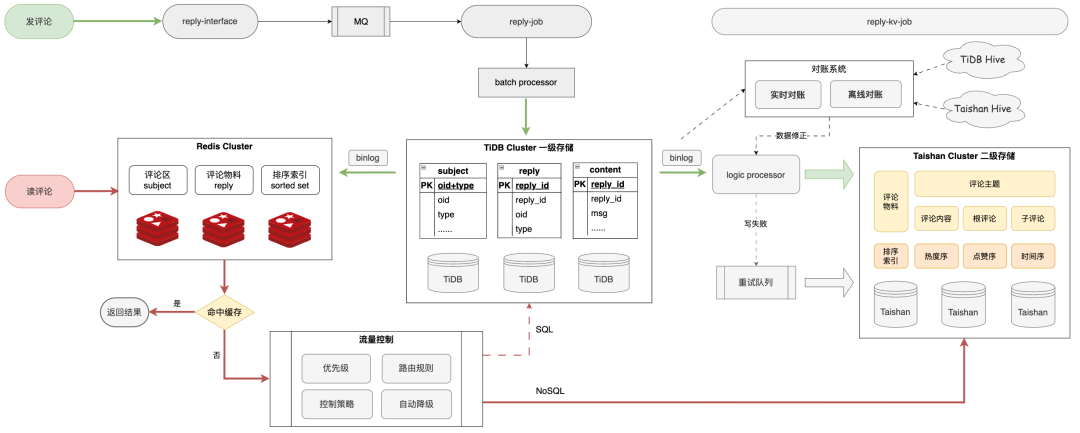 发评论
reply-interface
MQ
reply-job
reply-kv-job
batch processor
对账系统
实时对账
离线对账
TiDB Hive
Taishan Hive
数据修正
Redis Cluster
评论区
subject
评论物料
reply
排序索引
sorted set
读评论
binlog
TiDB Cluster 一级存储
subject
PK
oid+type
oid
type
......
reply
PK
reply_id
reply_id
oid
type
content
PK
reply_id
reply_id
msg
......
TiDB
TiDB
TiDB
binlog
logic processor
写失败
重试队列
Taishan Cluster 二级存储
评论
物料
评论主题
评论内容
根评论
子评论
排序
索引
热度序
点赞序
时间序
Taishan
Taishan
Taishan
返回结果
是
命中缓存
否
流量控制
优先级
路由规则
控制策略
自动降级
SQL
NoSQL